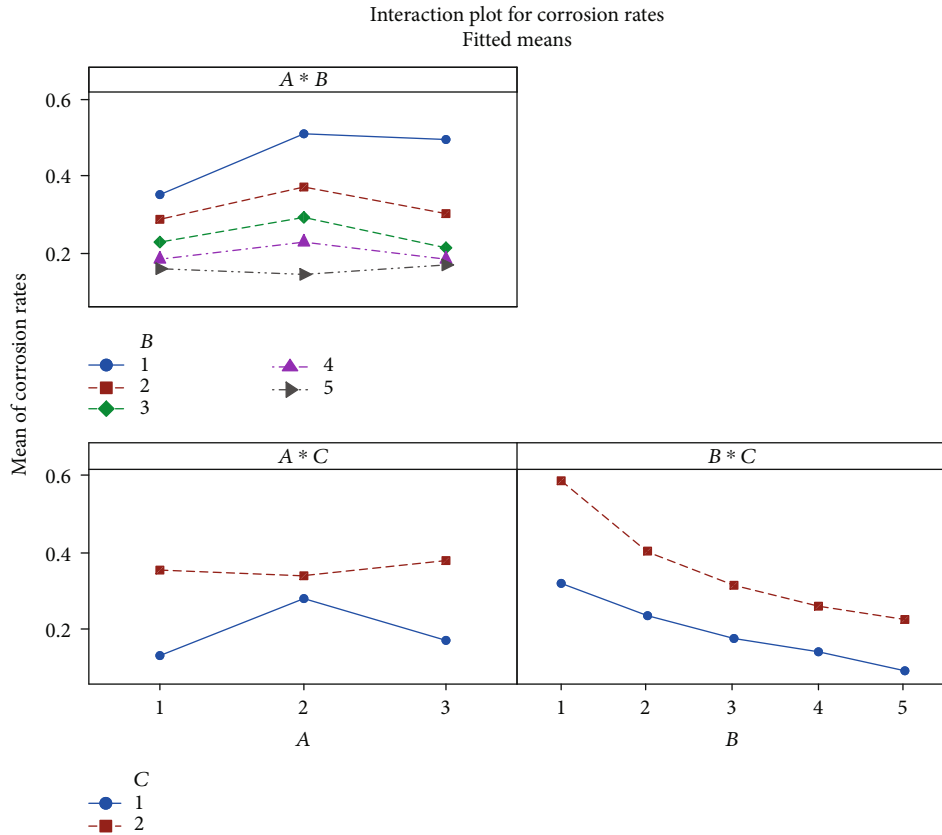 Interaction plot for corrosion rates
Fitted means
Mean of corrosion rates
A * B
0.6
0.4
0.2
B
1
2
3
4
5
A * C
B * C
0.6
0.4
0.2
1 2 3
1 2 3 4 5
A
B
C
1
2